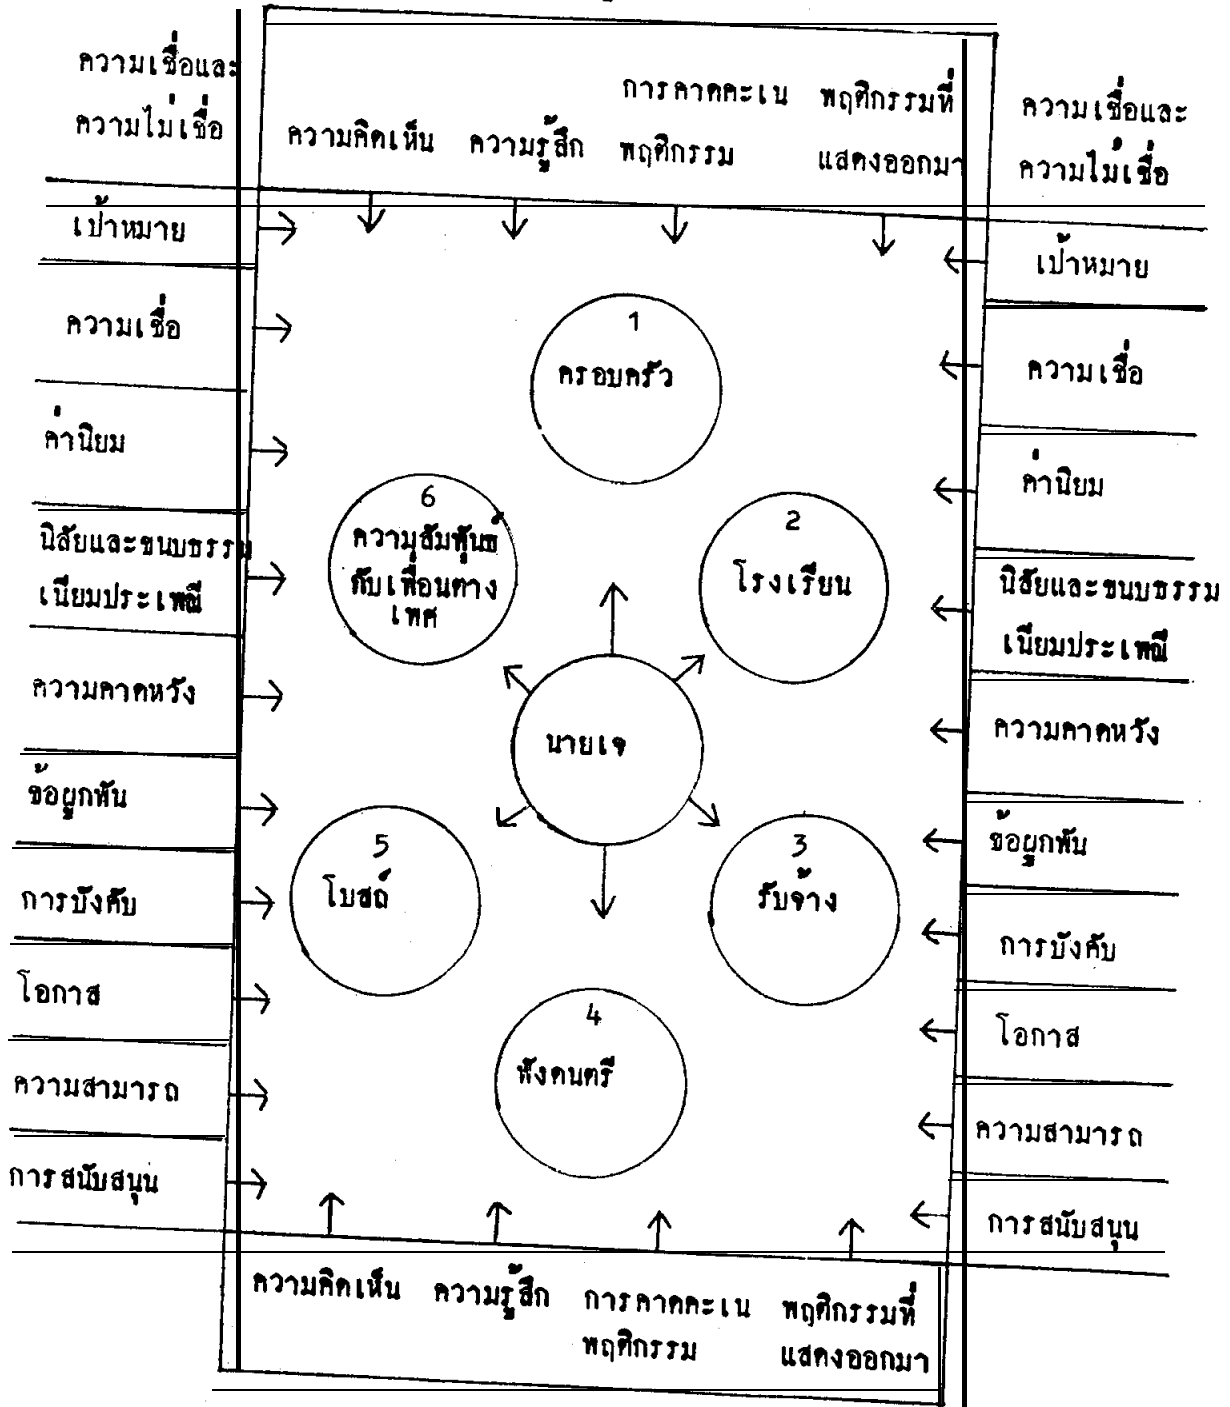 ความเชื่อและ
ความไม่เชื่อ
ความคิดเห็น
ความรู้สึก
การคาดคะเน
พฤติกรรม
พฤติกรรมที่
แสดงออกมา
ความเชื่อและ
ความไม่เชื่อ
เป้าหมาย
ความเชื่อ
ค่านิยม
นิสัยและขนบธรรม
เนียมประเพณี
ความคาดหวัง
ข้อผูกพัน
การบังคับ
โอกาส
ความสามารถ
การสนับสนุน
1
ครอบครัว
2
โรงเรียน
3
รับจ้าง
4
ฟังดนตรี
5
โบสถ์
6
ความสัมพันธ์
กับเพื่อนต่าง
เพศ
นายเจ
เป้าหมาย
ความเชื่อ
ค่านิยม
นิสัยและขนบธรรม
เนียมประเพณี
ความคาดหวัง
ข้อผูกพัน
การบังคับ
โอกาส
ความสามารถ
การสนับสนุน
ความคิดเห็น
ความรู้สึก
การคาดคะเน
พฤติกรรม
พฤติกรรมที่
แสดงออกมา